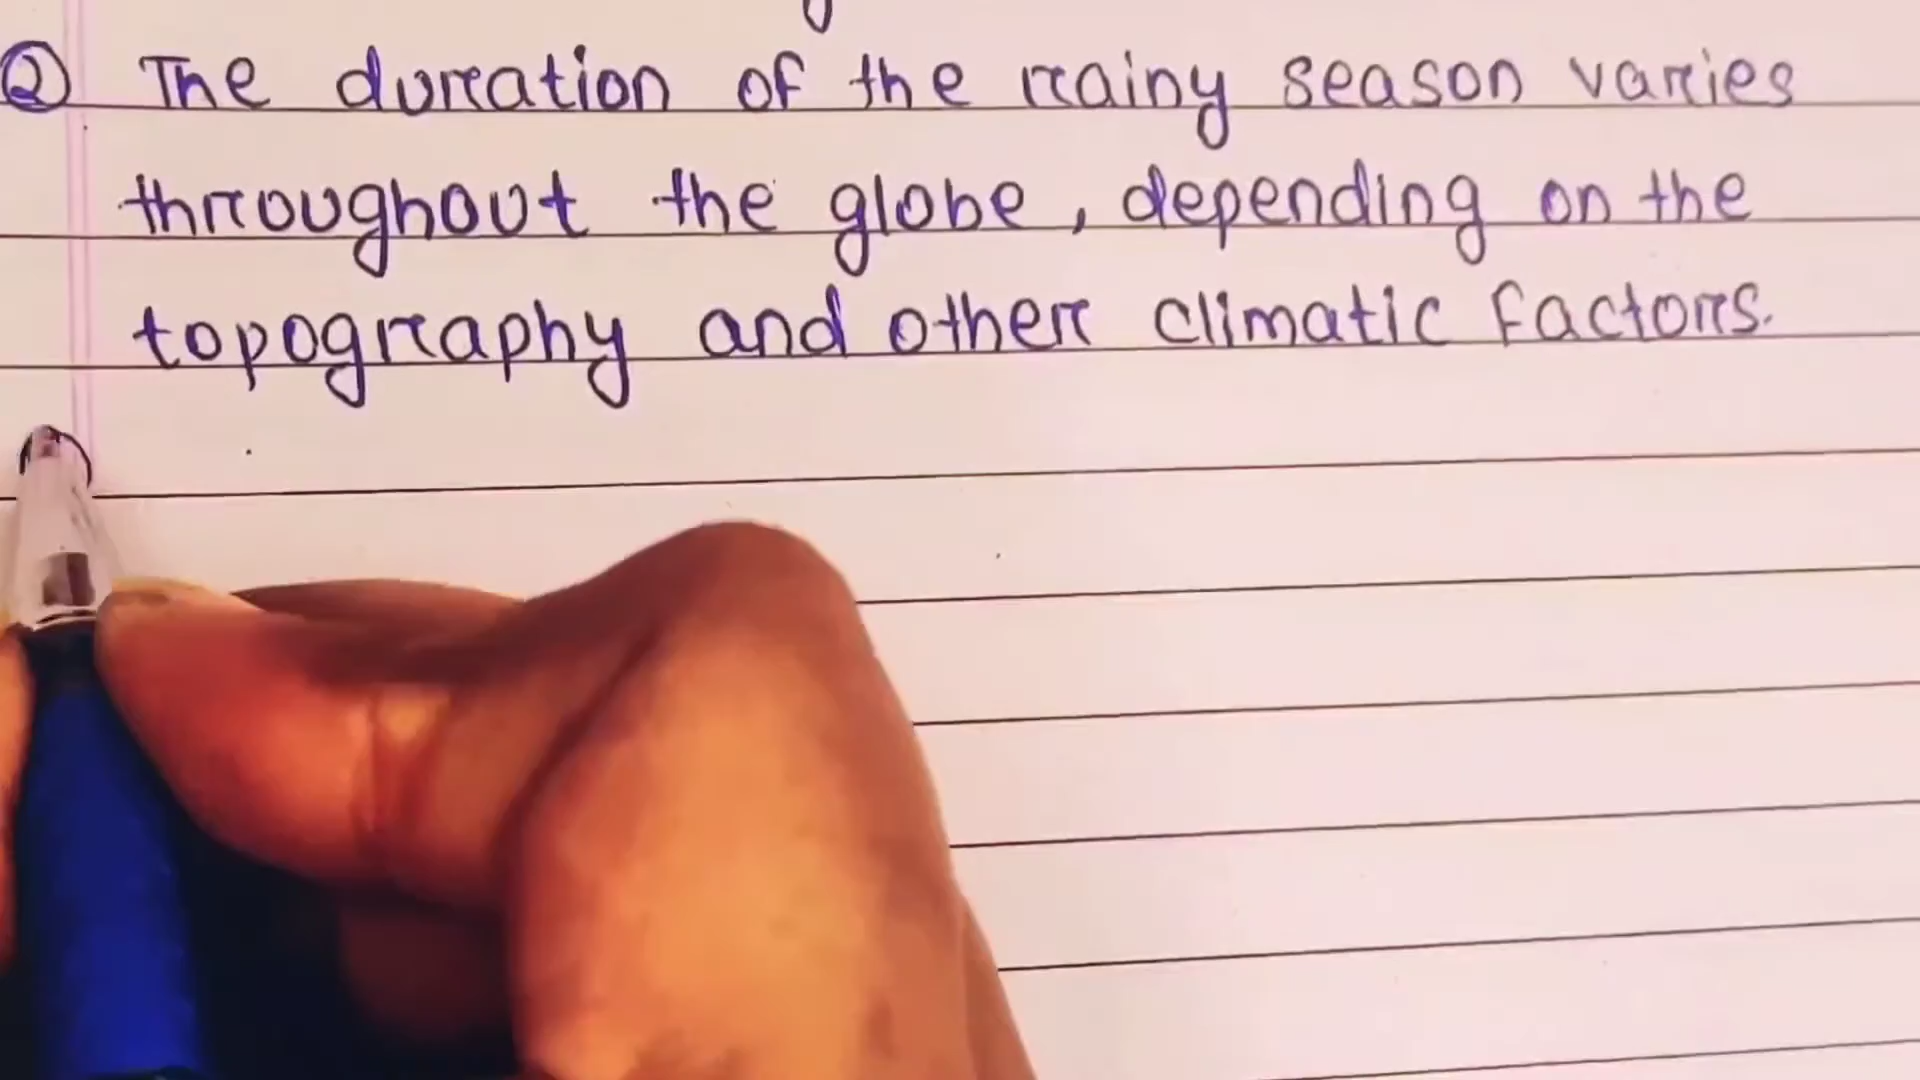 ② The duration of the rainy season varies
throughout the globe, depending on the
topography and other climatic factors.